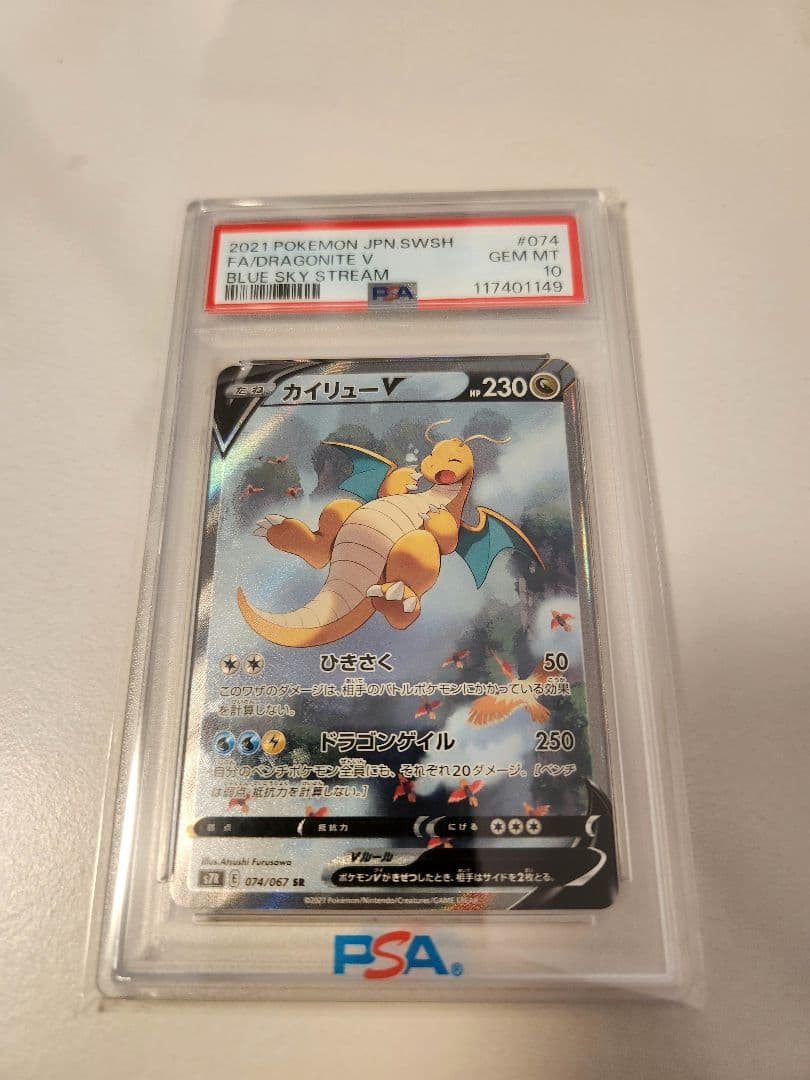 2021 POKEMON JPN.SWSH #074
FA/DRAGONITE V GEM MT
BLUE SKY STREAM 10
PSA 117401149
たね カイリューV HP 230
ひきさく 50
このワザのダメージは、相手のバトルポケモンにかかっている効果
を計算しない。
ドラゴンゲイル 250
自分のベンチポケモン全員にも、それぞれ20ダメージ。[ベンチ
は弱点・抵抗力を計算しない。]
弱点 抵抗力 にげる
Illus. Atsushi Furusawa
Vルール
s7R E 074/067 SR
ポケモンVがきぜつしたとき、相手はサイドを2枚とる。
©2021 Pokémon/Nintendo/Creatures/GAME FREAK
PSA®